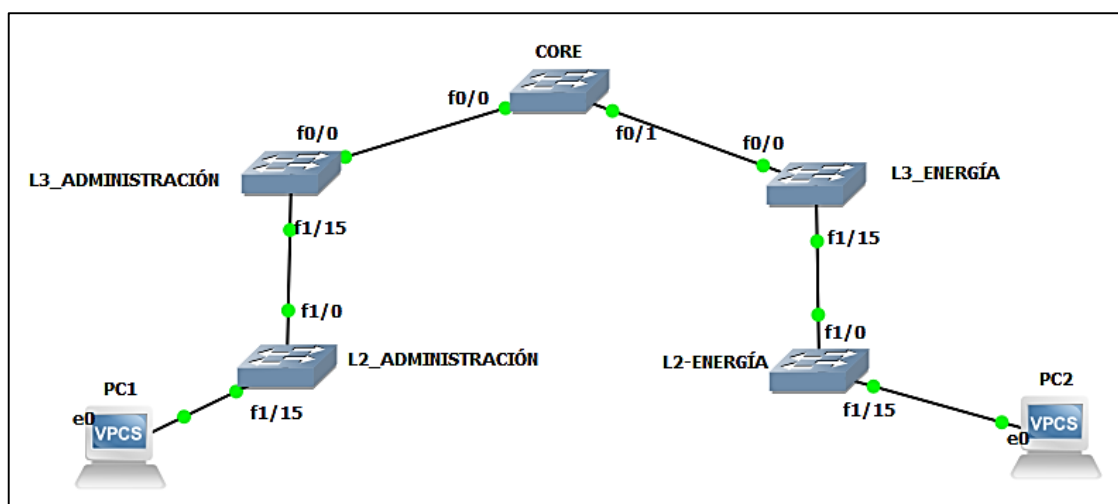 CORE
f0/0
f0/1
f0/0
f0/0
L3_ADMINISTRACIÓN
L3_ENERGÍA
f1/15
f1/15
f1/0
f1/0
L2_ADMINISTRACIÓN
L2-ENERGÍA
PC1
PC2
f1/15
f1/15
e0
VPCS
e0
VPCS